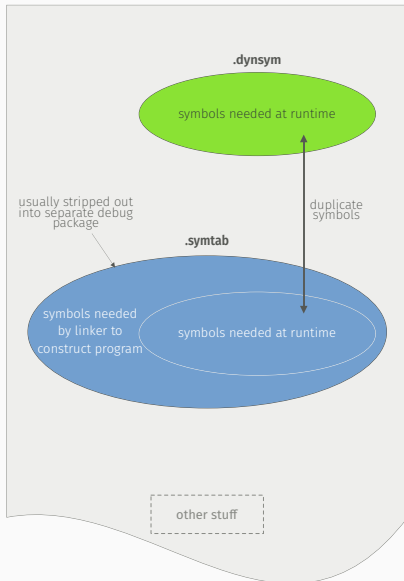 .dynsym
symbols needed at runtime
duplicate
symbols
usually stripped out
into separate debug
package
.symtab
symbols needed
by linker to
construct program
symbols needed at runtime
other stuff